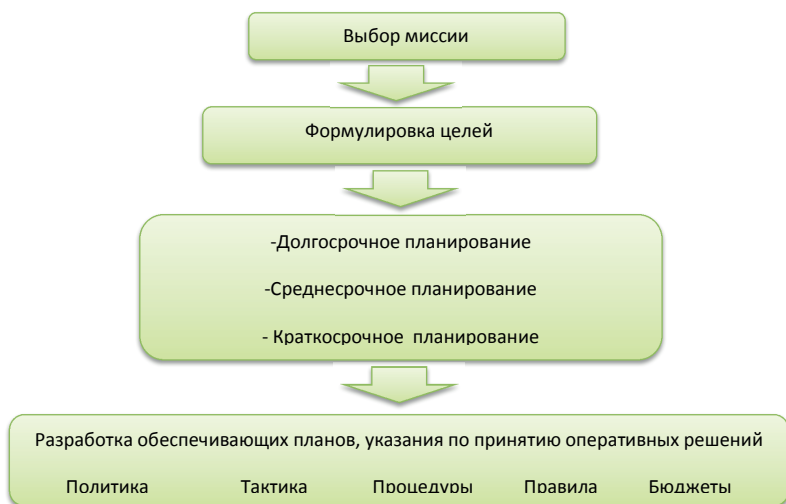 Выбор миссии
Формулировка целей
-Долгосрочное планирование
-Среднесрочное планирование
- Краткосрочное планирование
Разработка обеспечивающих планов, указания по принятию оперативных решений
Политика Тактика Процедуры Правила Бюджеты